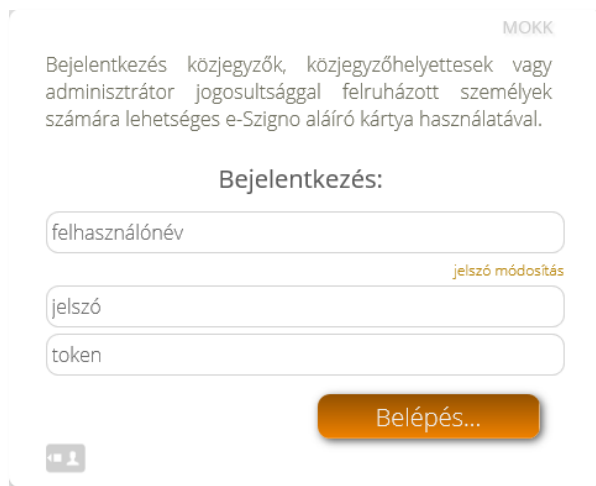 MOKK
Bejelentkezés közjegyzők, közjegyzőhelyettesek vagy
adminisztrátor jogosultsággal felruházott személyek
számára lehetséges e-Szigno aláíró kártya használatával.
Bejelentkezés:
felhasználónév
jelszó módosítás
jelszó
token
Belépés...